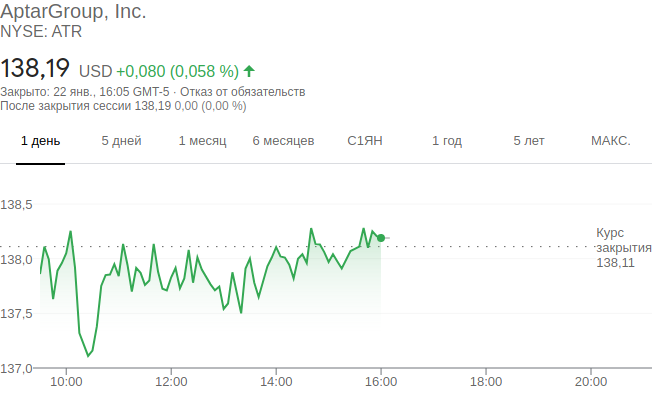 AptarGroup, Inc.
NYSE: ATR
138,19 USD +0,080 (0,058 %)
Закрыто: 22 янв., 16:05 GMT-5 · Отказ от обязательств
После закрытия сессии 138,19 0,00 (0,00 %)
1 день 5 дней 1 месяц 6 месяцев С1ЯН 1 год 5 лет МАКС.
138,5
Курс
закрытия
138,11
138,0
137,5
137,0
10:00 12:00 14:00 16:00 18:00 20:00